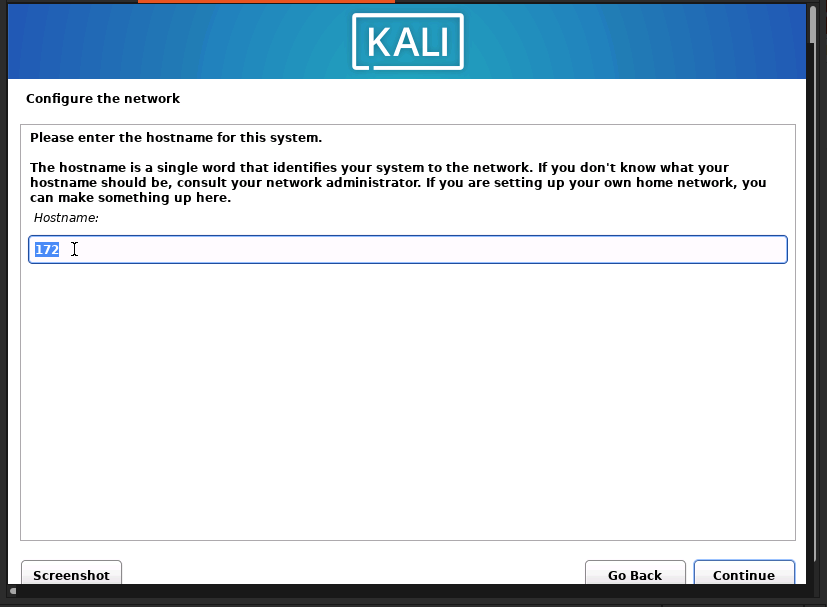 KALI
Configure the network
Please enter the hostname for this system.
The hostname is a single word that identifies your system to the network. If you don't know what your
hostname should be, consult your network administrator. If you are setting up your own home network, you
can make something up here.
Hostname:
172
Screenshot
Go Back
Continue